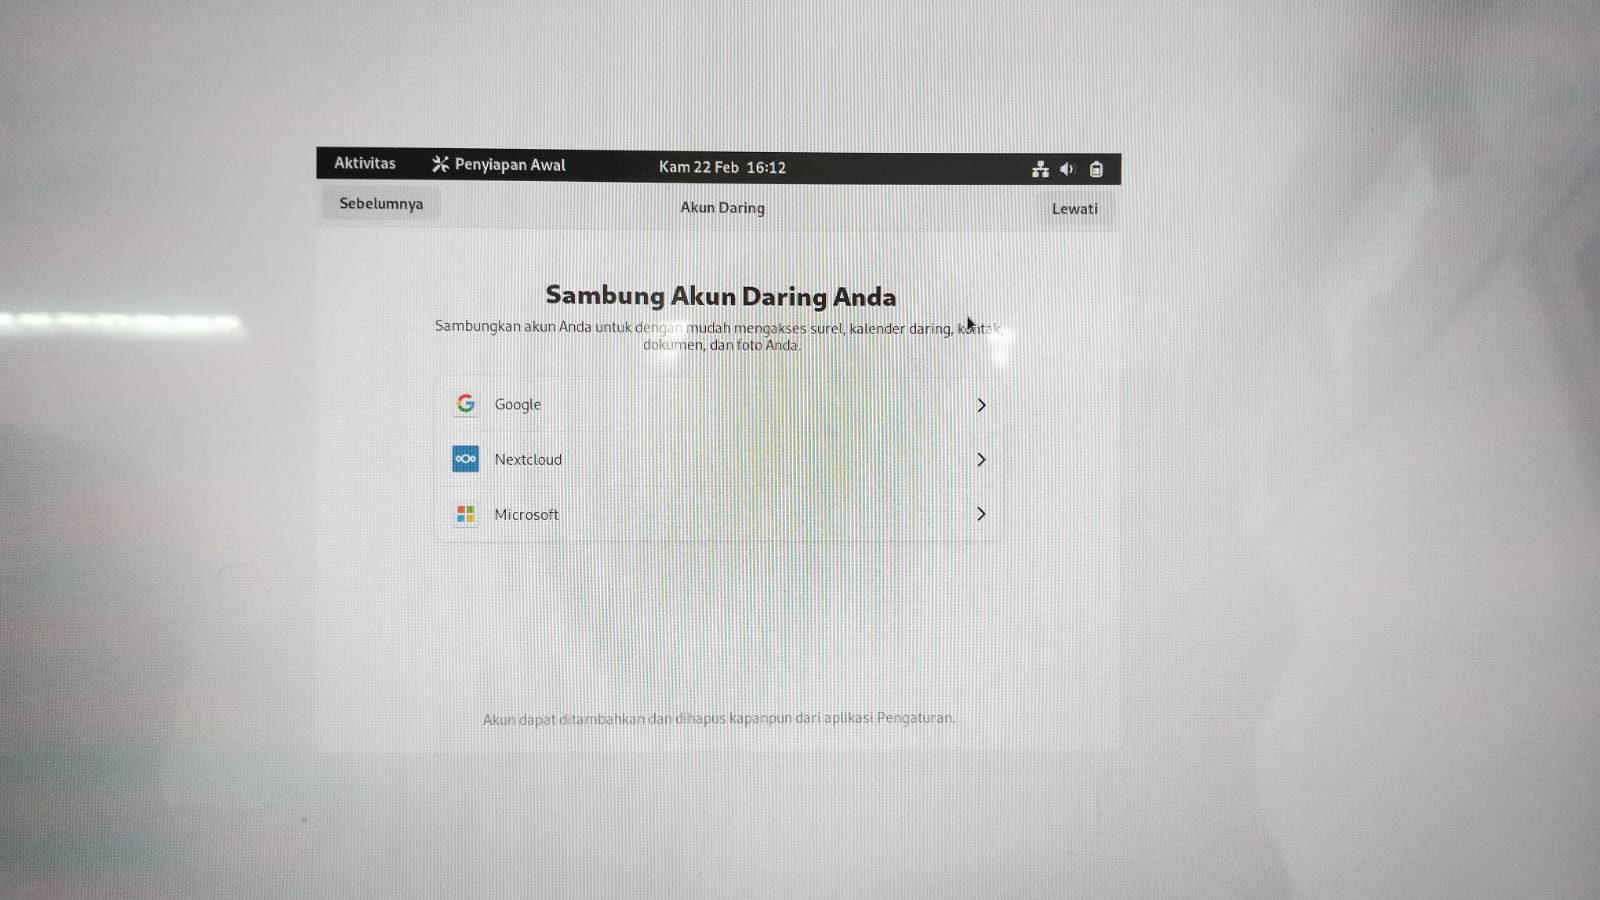 Aktivitas Penyiapan Awal Kam 22 Feb 16:12
Sebelumnya Akun Daring Lewati
Sambung Akun Daring Anda
Sambungkan akun Anda untuk dengan mudah mengakses surel, kalender daring, kontak,
dokumen, dan foto Anda.
Google
Nextcloud
Microsoft
Akun dapat ditambahkan dan dihapus kapanpun dari aplikasi Pengaturan.